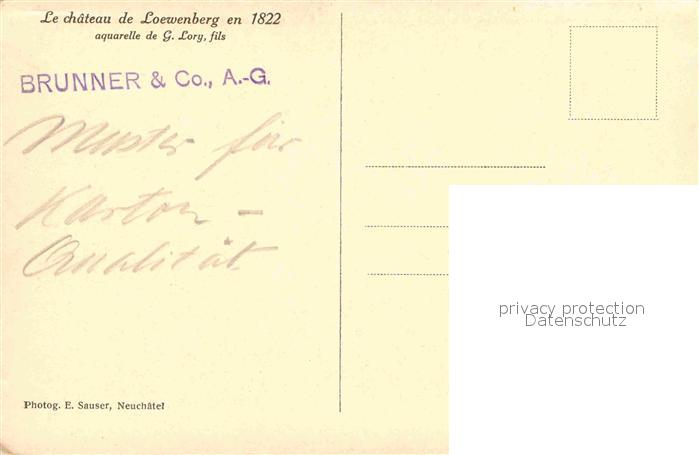 Le château de Loewenberg en 1822
aquarelle de G. Lory, fils
BRUNNER & Co., A.-G.
Muster für
Karton-
Qualität
Photog. E. Sauser, Neuchâtel
privacy protection
Datenschutz